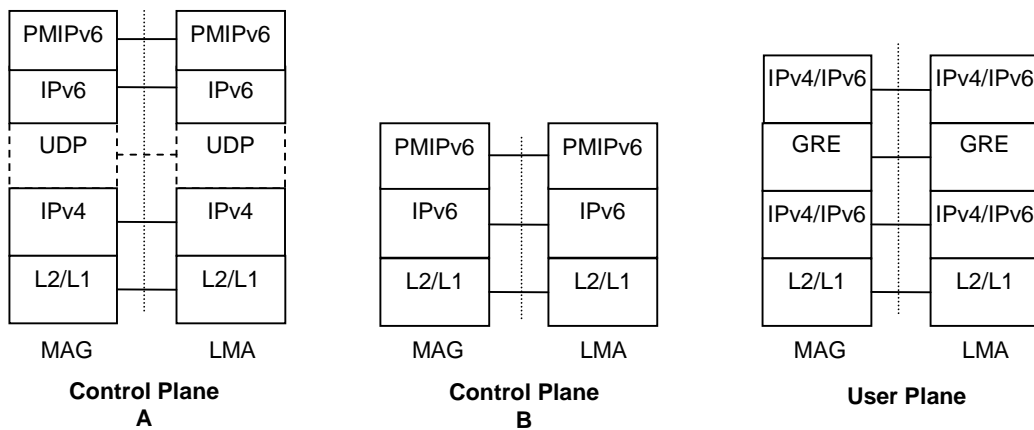 PMIPv6 PMIPv6
IPv6 IPv6
UDP UDP
IPv4 IPv4
L2/L1 L2/L1
MAG LMA
Control Plane
A
PMIPv6 PMIPv6
IPv6 IPv6
L2/L1 L2/L1
MAG LMA
Control Plane
B
IPv4/IPv6 IPv4/IPv6
GRE GRE
IPv4/IPv6 IPv4/IPv6
L2/L1 L2/L1
MAG LMA
User Plane